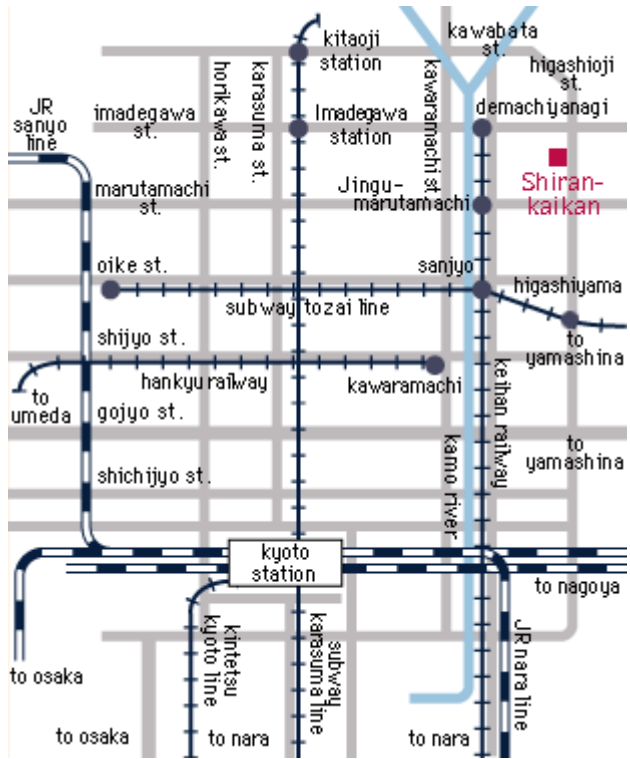 kitaoji
station
kawabata
st.
higashioji
st.
JR
sanyo
line
imadegawa
st.
horikawa st.
karasuma st.
Imadegawa
station
kawaramachi st.
demachiyanagi
Shiran-
kaikan
marutamachi
st.
Jingu-
marutamachi
oike st.
sanjyo
higashiyama
subway tozai line
shijyo st.
to
yamashina
hankyu railway
kawaramachi
to
umeda
keihan railway
gojyo st.
kamo river
to
yamashina
shichijyo st.
kyoto
station
to nagoya
kintetsu
kyoto line
subway
karasuma line
JR nara line
to osaka
to osaka
to nara
to nara